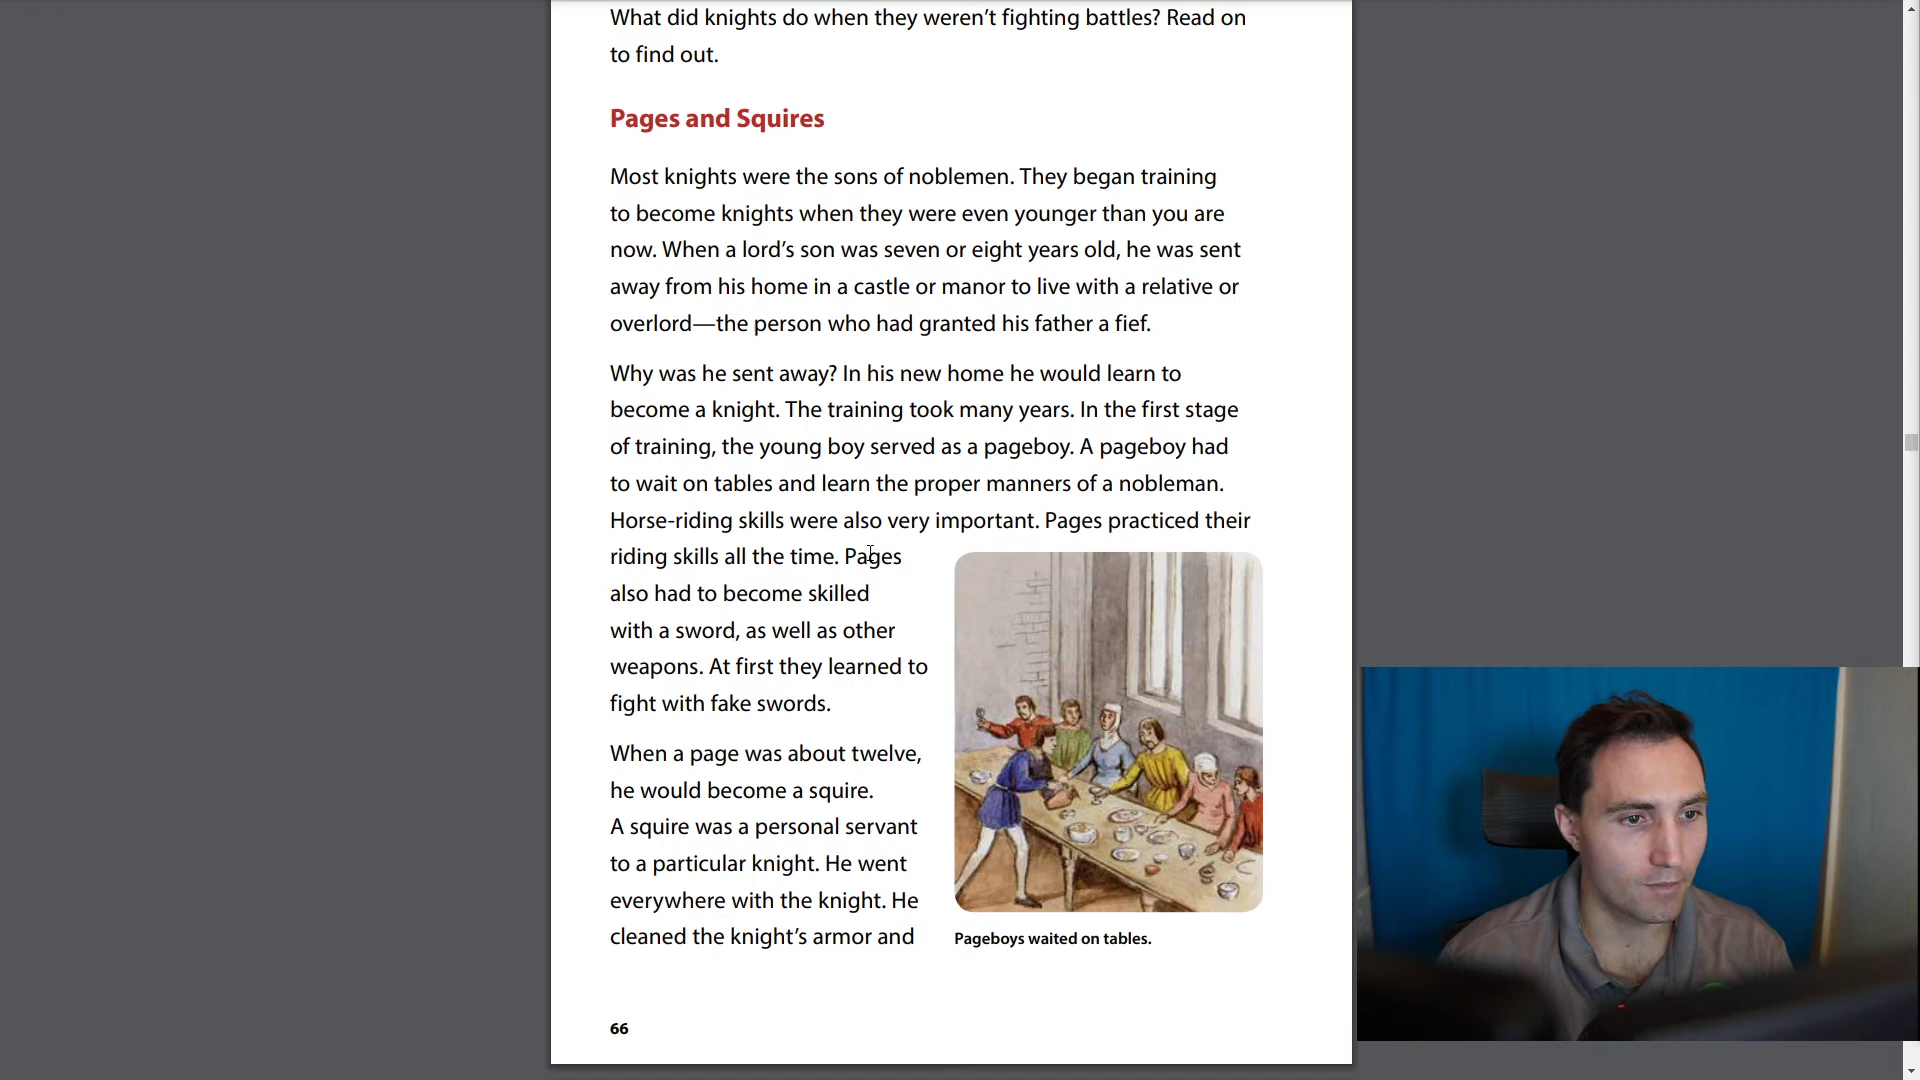 What did knights do when they weren’t fighting battles? Read on
to find out.
Pages and Squires
Most knights were the sons of noblemen. They began training
to become knights when they were even younger than you are
now. When a lord’s son was seven or eight years old, he was sent
away from his home in a castle or manor to live with a relative or
overlord—the person who had granted his father a fief.
Why was he sent away? In his new home he would learn to
become a knight. The training took many years. In the first stage
of training, the young boy served as a pageboy. A pageboy had
to wait on tables and learn the proper manners of a nobleman.
Horse-riding skills were also very important. Pages practiced their
riding skills all the time. Pages
also had to become skilled
with a sword, as well as other
weapons. At first they learned to
fight with fake swords.
When a page was about twelve,
he would become a squire.
A squire was a personal servant
to a particular knight. He went
everywhere with the knight. He
cleaned the knight’s armor and
Pageboys waited on tables.
66